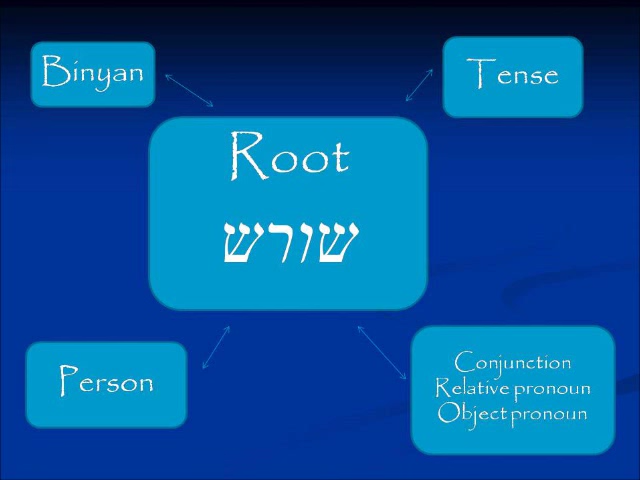 Binyan
Tense
Root
שורש
Person
Conjunction
Relative pronoun
Object pronoun